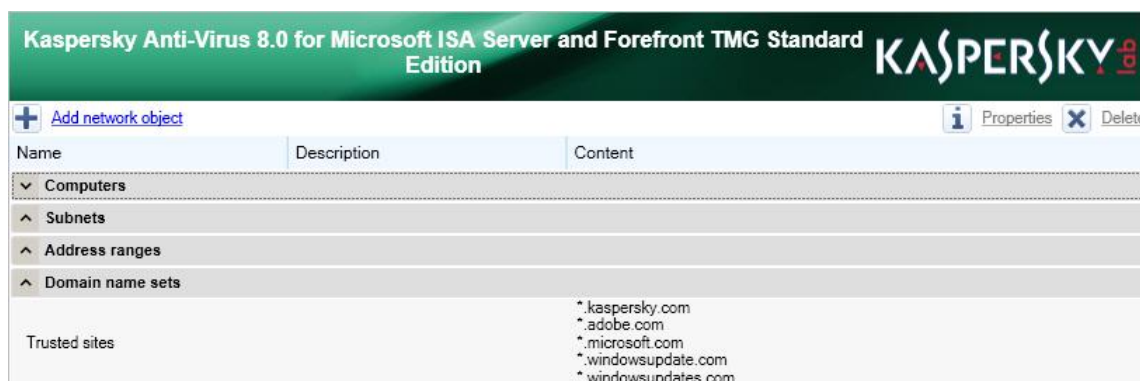 Kaspersky Anti-Virus 8.0 for Microsoft ISA Server and Forefront TMG Standard
Edition
KASPERSKY lab
Add network object
Properties
Name Description Content
Computers
Subnets
Address ranges
Domain name sets
*.kaspersky.com
*.adobe.com
Trusted sites *.microsoft.com
*.windowsupdate.com
*.windowsupdates.com